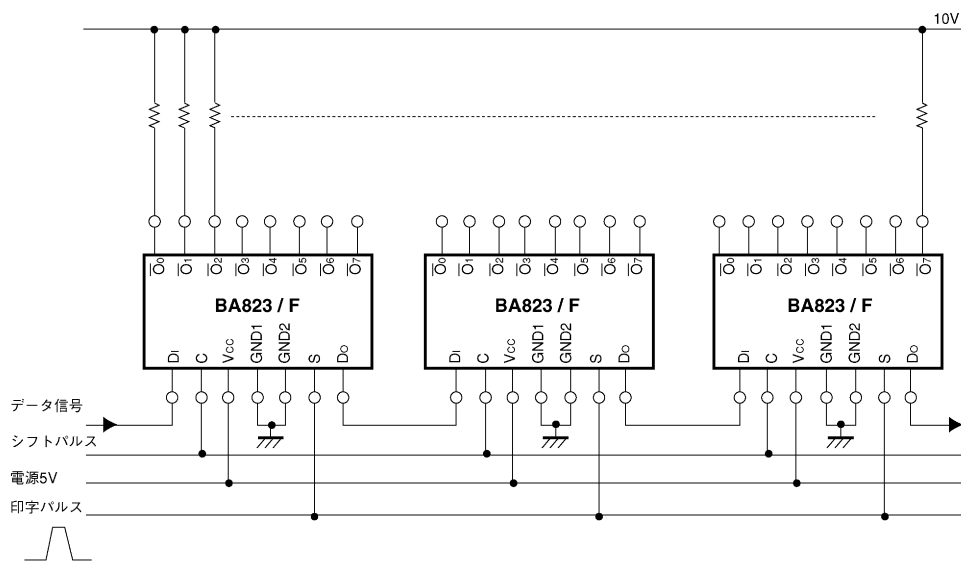 10V
O0 O1 O2 O3 O4 O5 O6 O7
O0 O1 O2 O3 O4 O5 O6 O7
O0 O1 O2 O3 O4 O5 O6 O7
BA823 / F
BA823 / F
BA823 / F
DI C VCC GND1 GND2 S DO
DI C VCC GND1 GND2 S DO
DI C VCC GND1 GND2 S DO
データ信号
シフトパルス
電源5V
印字パルス